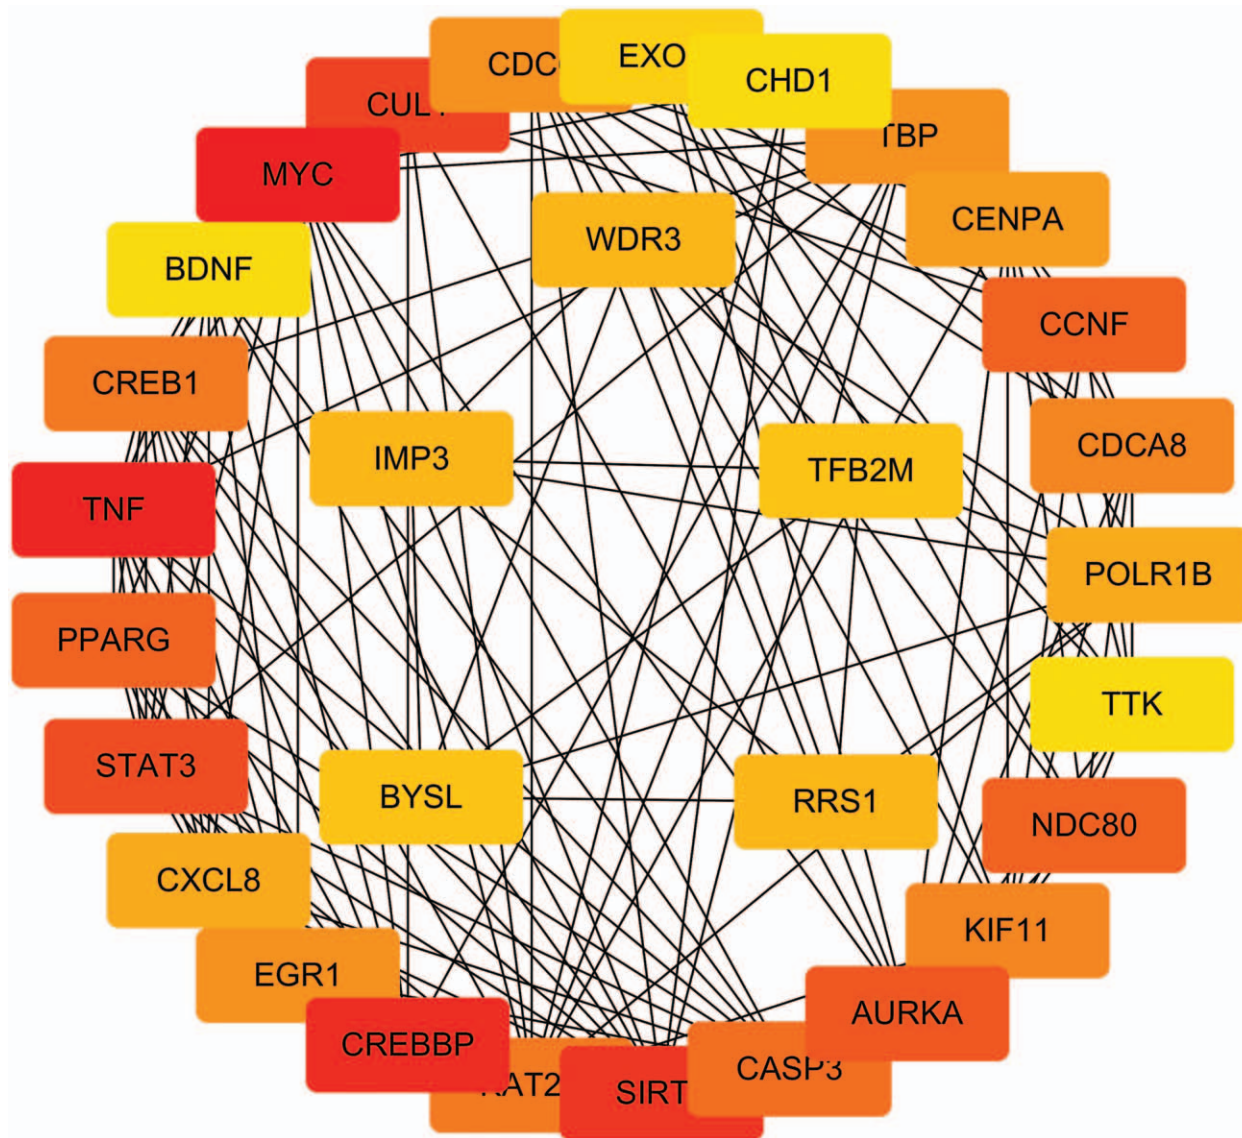 EXO
CDC
CHD1
CUL
TBP
MYC
CENPA
WDR3
BDNF
CCNF
CREB1
CDCA8
IMP3
TFB2M
TNF
POLR1B
PPARG
TTK
STAT3
BYSL
RRS1
NDC80
CXCL8
KIF11
EGR1
AURKA
CREBBP
CASP3
AT2
SIRT